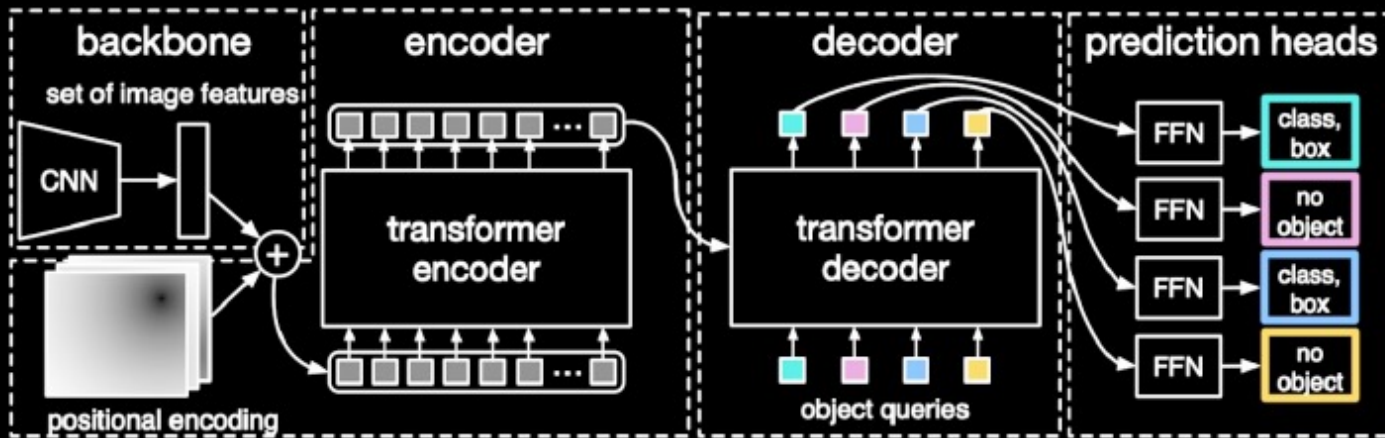 backbone
set of image features
CNN
+
positional encoding
encoder
transformer
encoder
...
...
decoder
transformer
decoder
object queries
prediction heads
FFN
class,
box
FFN
no
object
FFN
class,
box
FFN
no
object